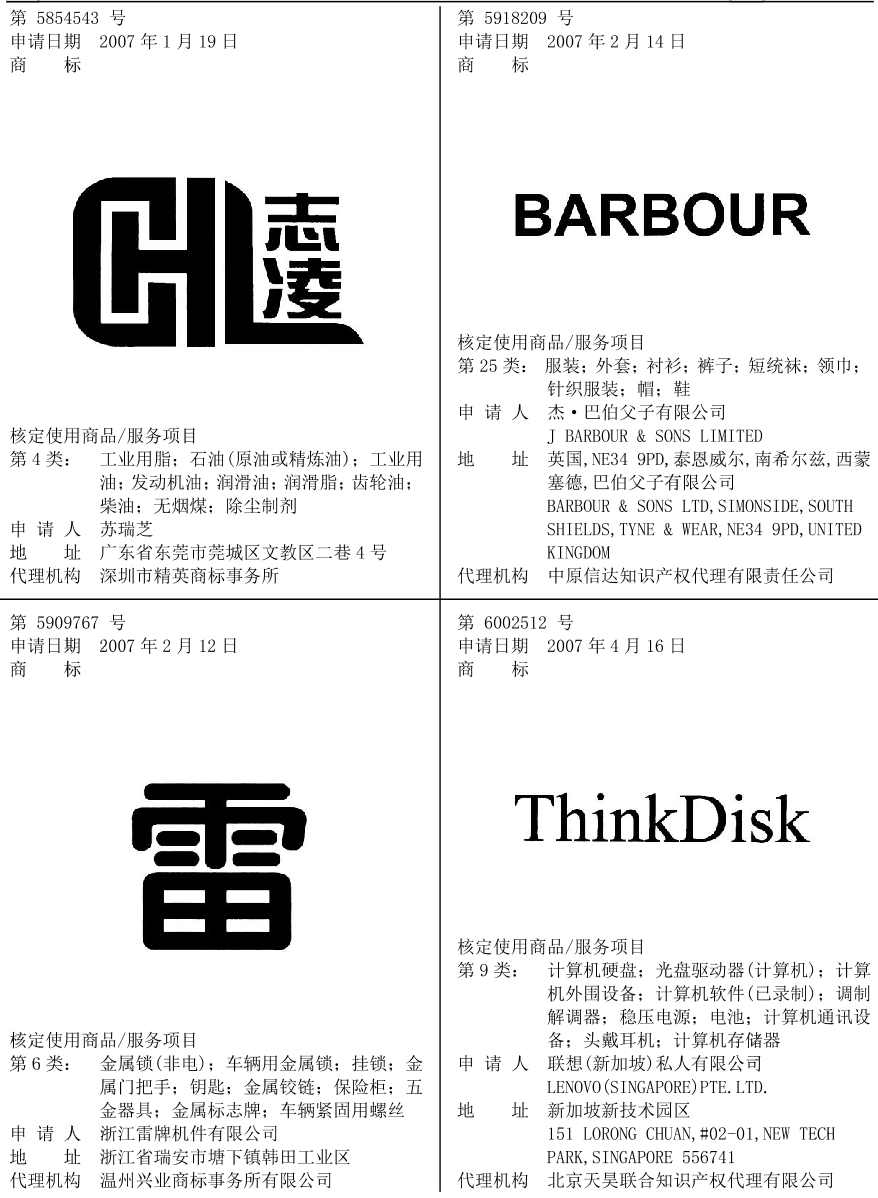 第 5854543 号
申请日期 2007 年 1 月 19 日
商 标
CHL
志
凌
核定使用商品/服务项目
第 4 类: 工业用脂; 石油(原油或精炼油); 工业用
油; 发动机油; 润滑油; 润滑脂; 齿轮油;
柴油; 无烟煤; 除尘制剂
申 请 人 苏瑞芝
地 址 广东省东莞市莞城区文教区二巷 4 号
代理机构 深圳市精英商标事务所
第 5918209 号
申请日期 2007 年 2 月 14 日
商 标
BARBOUR
核定使用商品/服务项目
第 25 类: 服装; 外套; 衬衫; 裤子; 短统袜; 领巾;
针织服装; 帽; 鞋
申 请 人 杰·巴伯父子有限公司
J BARBOUR & SONS LIMITED
地 址 英国,NE34 9PD,泰恩威尔,南希尔兹,西蒙
塞德,巴伯父子有限公司
BARBOUR & SONS LTD,SIMONSIDE,SOUTH
SHIELDS,TYNE & WEAR,NE34 9PD,UNITED
KINGDOM
代理机构 中原信达知识产权代理有限责任公司
第 5909767 号
申请日期 2007 年 2 月 12 日
商 标
雷
核定使用商品/服务项目
第 6 类: 金属锁(非电); 车辆用金属锁; 挂锁; 金
属门把手; 钥匙; 金属铰链; 保险柜; 五
金器具; 金属标志牌; 车辆紧固用螺丝
申 请 人 浙江雷牌机件有限公司
地 址 浙江省瑞安市塘下镇韩田工业区
代理机构 温州兴业商标事务所有限公司
第 6002512 号
申请日期 2007 年 4 月 16 日
商 标
ThinkDisk
核定使用商品/服务项目
第 9 类: 计算机硬盘; 光盘驱动器(计算机); 计算
机外围设备; 计算机软件(已录制); 调制
解调器; 稳压电源; 电池; 计算机通讯设
备; 头戴耳机; 计算机存储器
申 请 人 联想(新加坡)私人有限公司
LENOVO(SINGAPORE)PTE.LTD.
地 址 新加坡新技术园区
151 LORONG CHUAN,#02-01,NEW TECH
PARK,SINGAPORE 556741
代理机构 北京天昊联合知识产权代理有限公司